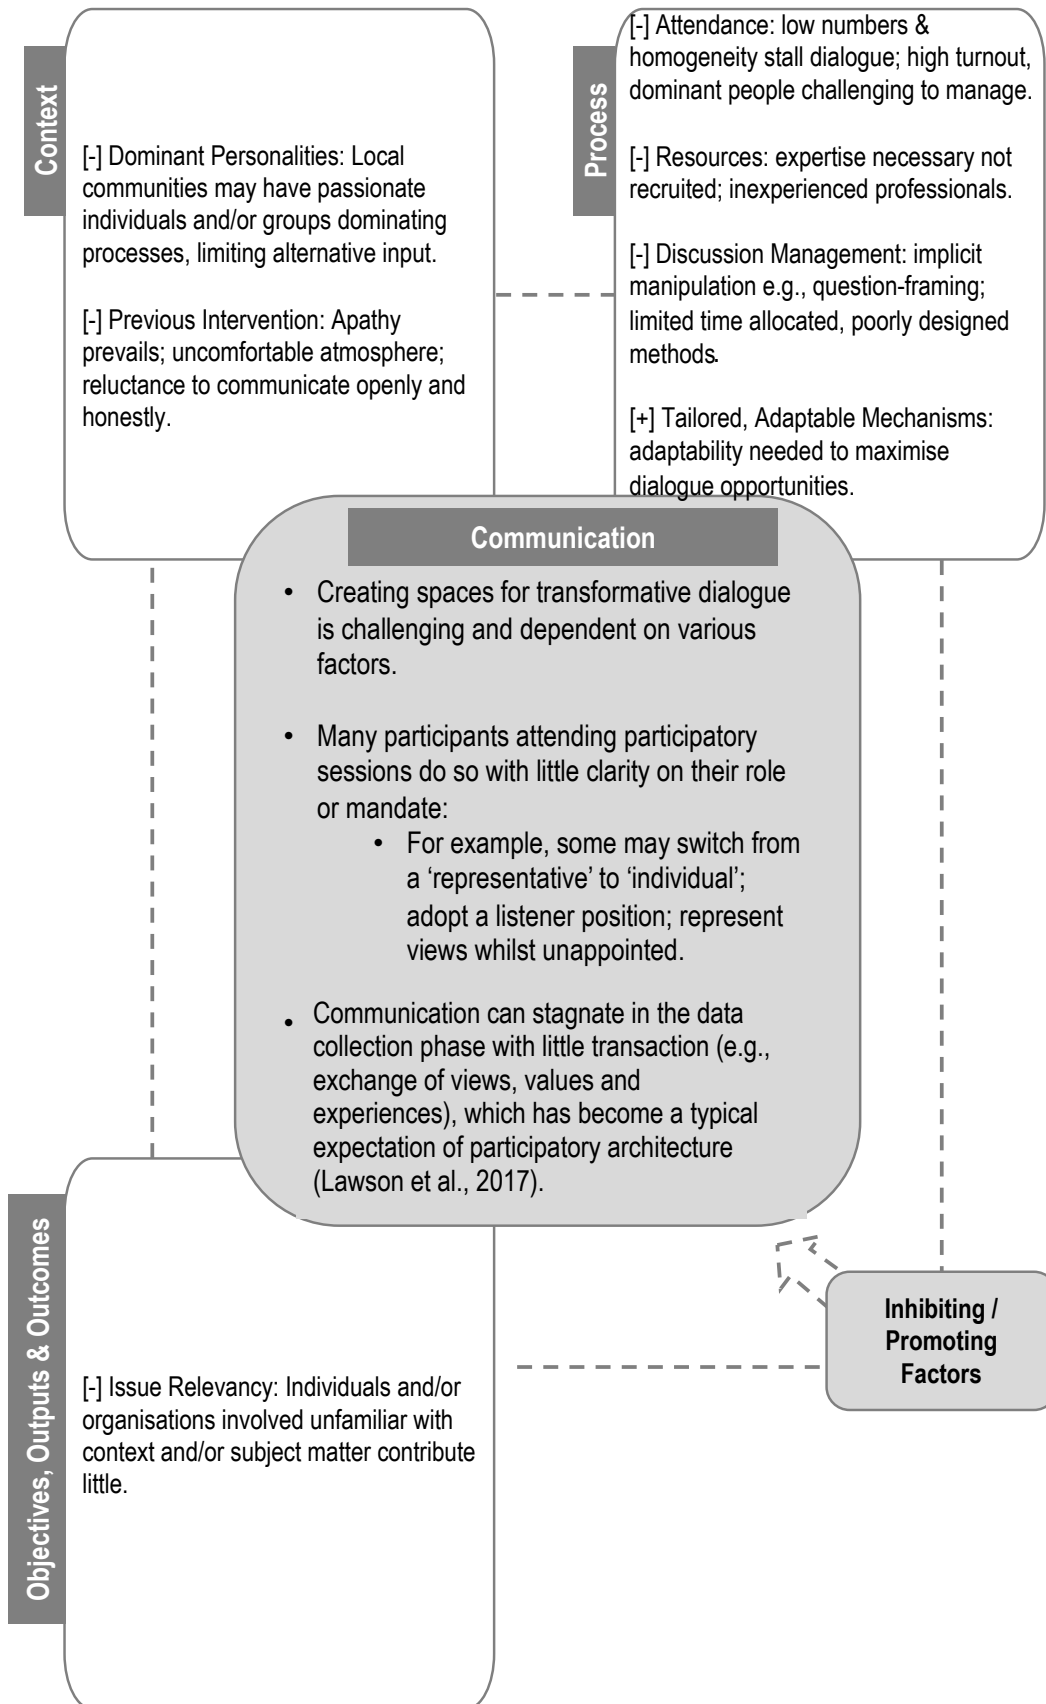 Context
[-] Dominant Personalities: Local
communities may have passionate
individuals and/or groups dominating
processes, limiting alternative input.
[-] Previous Intervention: Apathy
prevails; uncomfortable atmosphere;
reluctance to communicate openly and
honestly.
Process
[-] Attendance: low numbers &
homogeneity stall dialogue; high turnout,
dominant people challenging to manage.
[-] Resources: expertise necessary not
recruited; inexperienced professionals.
[-] Discussion Management: implicit
manipulation e.g., question-framing;
limited time allocated, poorly designed
methods.
[+] Tailored, Adaptable Mechanisms:
adaptability needed to maximise
dialogue opportunities.
Communication
• Creating spaces for transformative dialogue
is challenging and dependent on various
factors.
• Many participants attending participatory
sessions do so with little clarity on their role
or mandate:
• For example, some may switch from
a ‘representative’ to ‘individual’;
adopt a listener position; represent
views whilst unappointed.
• Communication can stagnate in the data
collection phase with little transaction (e.g.,
exchange of views, values and
experiences), which has become a typical
expectation of participatory architecture
(Lawson et al., 2017).
Objectives, Outputs & Outcomes
[-] Issue Relevancy: Individuals and/or
organisations involved unfamiliar with
context and/or subject matter contribute
little.
Inhibiting /
Promoting
Factors